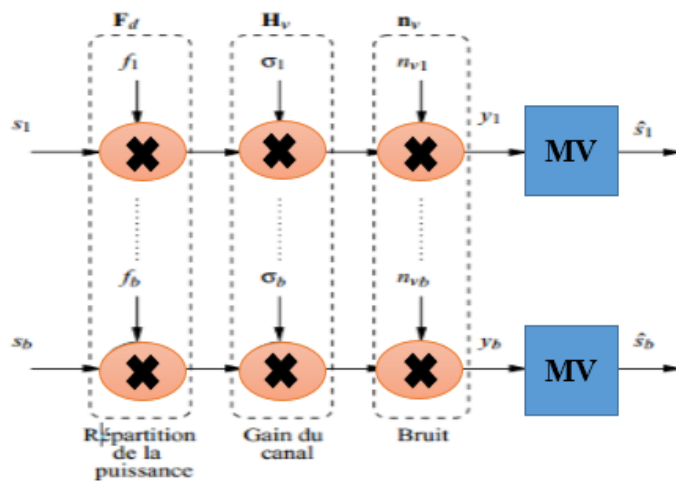 F_d H_v n_v
f_1 σ_1 n_v1
s_1 y_1 MV ŝ_1
f_b σ_b n_vb
s_b y_b MV ŝ_b
Répartition de la puissance
Gain du canal
Bruit